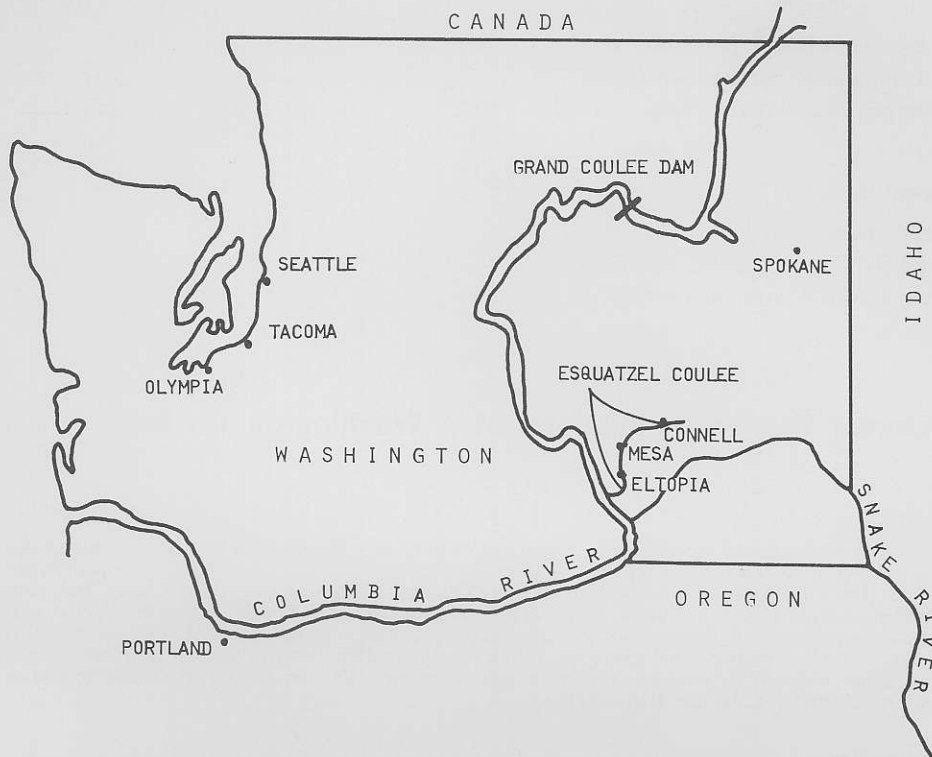 CANADA
GRAND COULEE DAM
IDAHO
SPOKANE
SEATTLE
TACOMA
OLYMPIA
ESQUATZEL COULEE
CONNELL
WASHINGTON
MESA
ELTOPIA
SNAKE RIVER
COLUMBIA RIVER
OREGON
PORTLAND